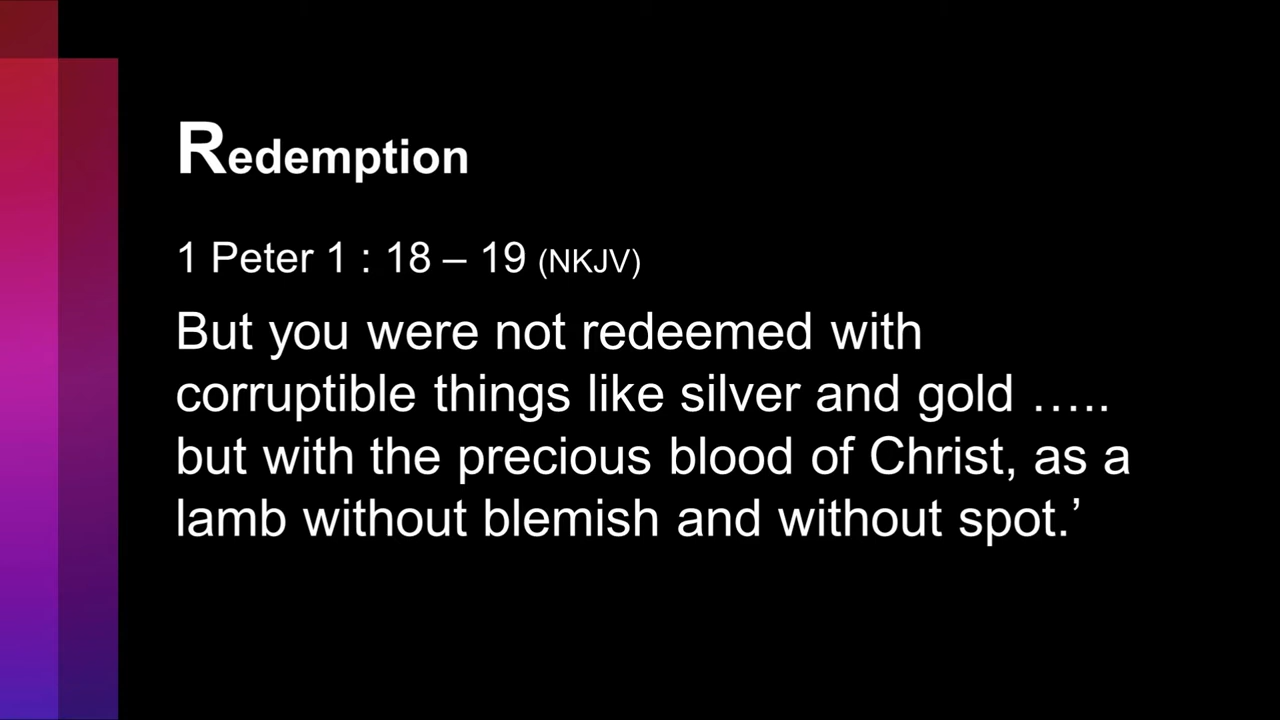 Redemption
1 Peter 1 : 18 – 19 (NKJV)
But you were not redeemed with
corruptible things like silver and gold …..
but with the precious blood of Christ, as a
lamb without blemish and without spot.’